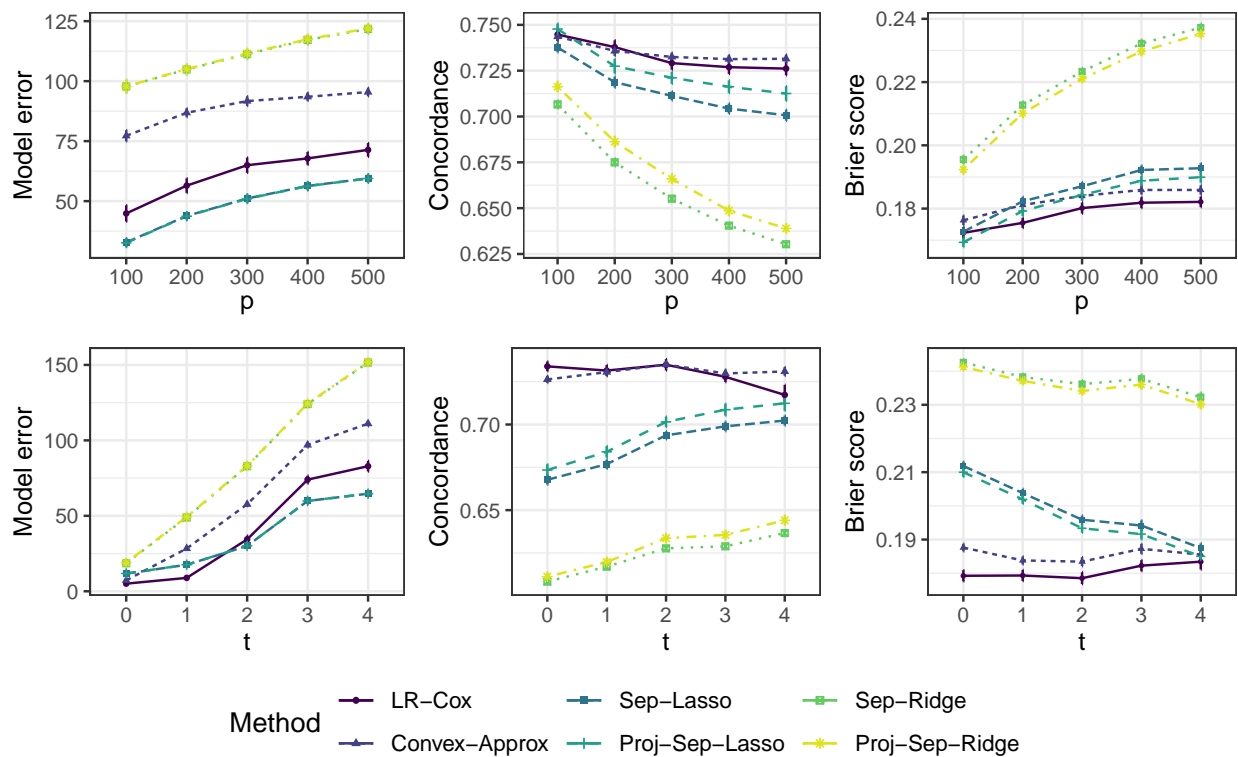 Model error
125
100
75
50
100 200 300 400 500
p
Concordance
0.750
0.725
0.700
0.675
0.650
0.625
100 200 300 400 500
p
Brier score
0.24
0.22
0.20
0.18
100 200 300 400 500
p
Model error
150
100
50
0
0 1 2 3 4
t
Concordance
0.70
0.65
0 1 2 3 4
t
Brier score
0.23
0.21
0.19
0 1 2 3 4
t
Method
LR−Cox
Sep−Lasso
Sep−Ridge
Convex−Approx
Proj−Sep−Lasso
Proj−Sep−Ridge